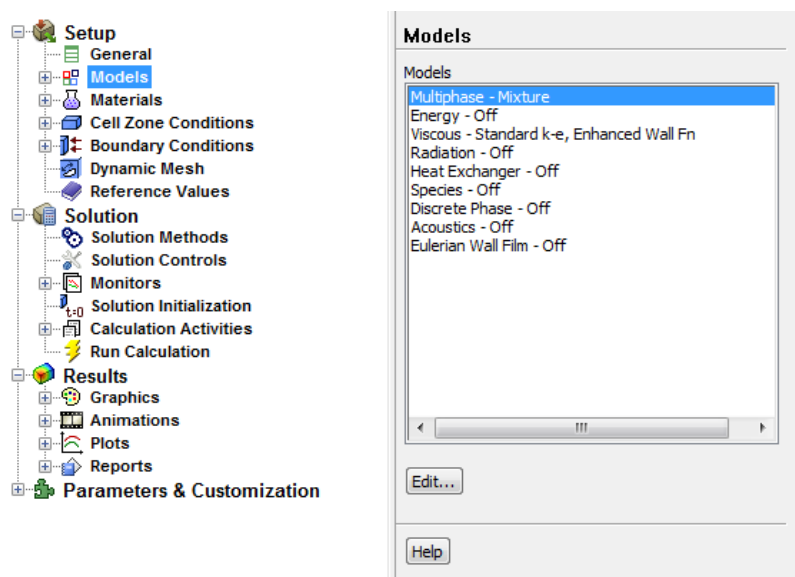 Setup
General
Models
Materials
Cell Zone Conditions
Boundary Conditions
Dynamic Mesh
Reference Values
Solution
Solution Methods
Solution Controls
Monitors
t=0 Solution Initialization
Calculation Activities
Run Calculation
Results
Graphics
Animations
Plots
Reports
Parameters & Customization
Models
Models
Multiphase - Mixture
Energy - Off
Viscous - Standard k-e, Enhanced Wall Fn
Radiation - Off
Heat Exchanger - Off
Species - Off
Discrete Phase - Off
Acoustics - Off
Eulerian Wall Film - Off
Edit...
Help